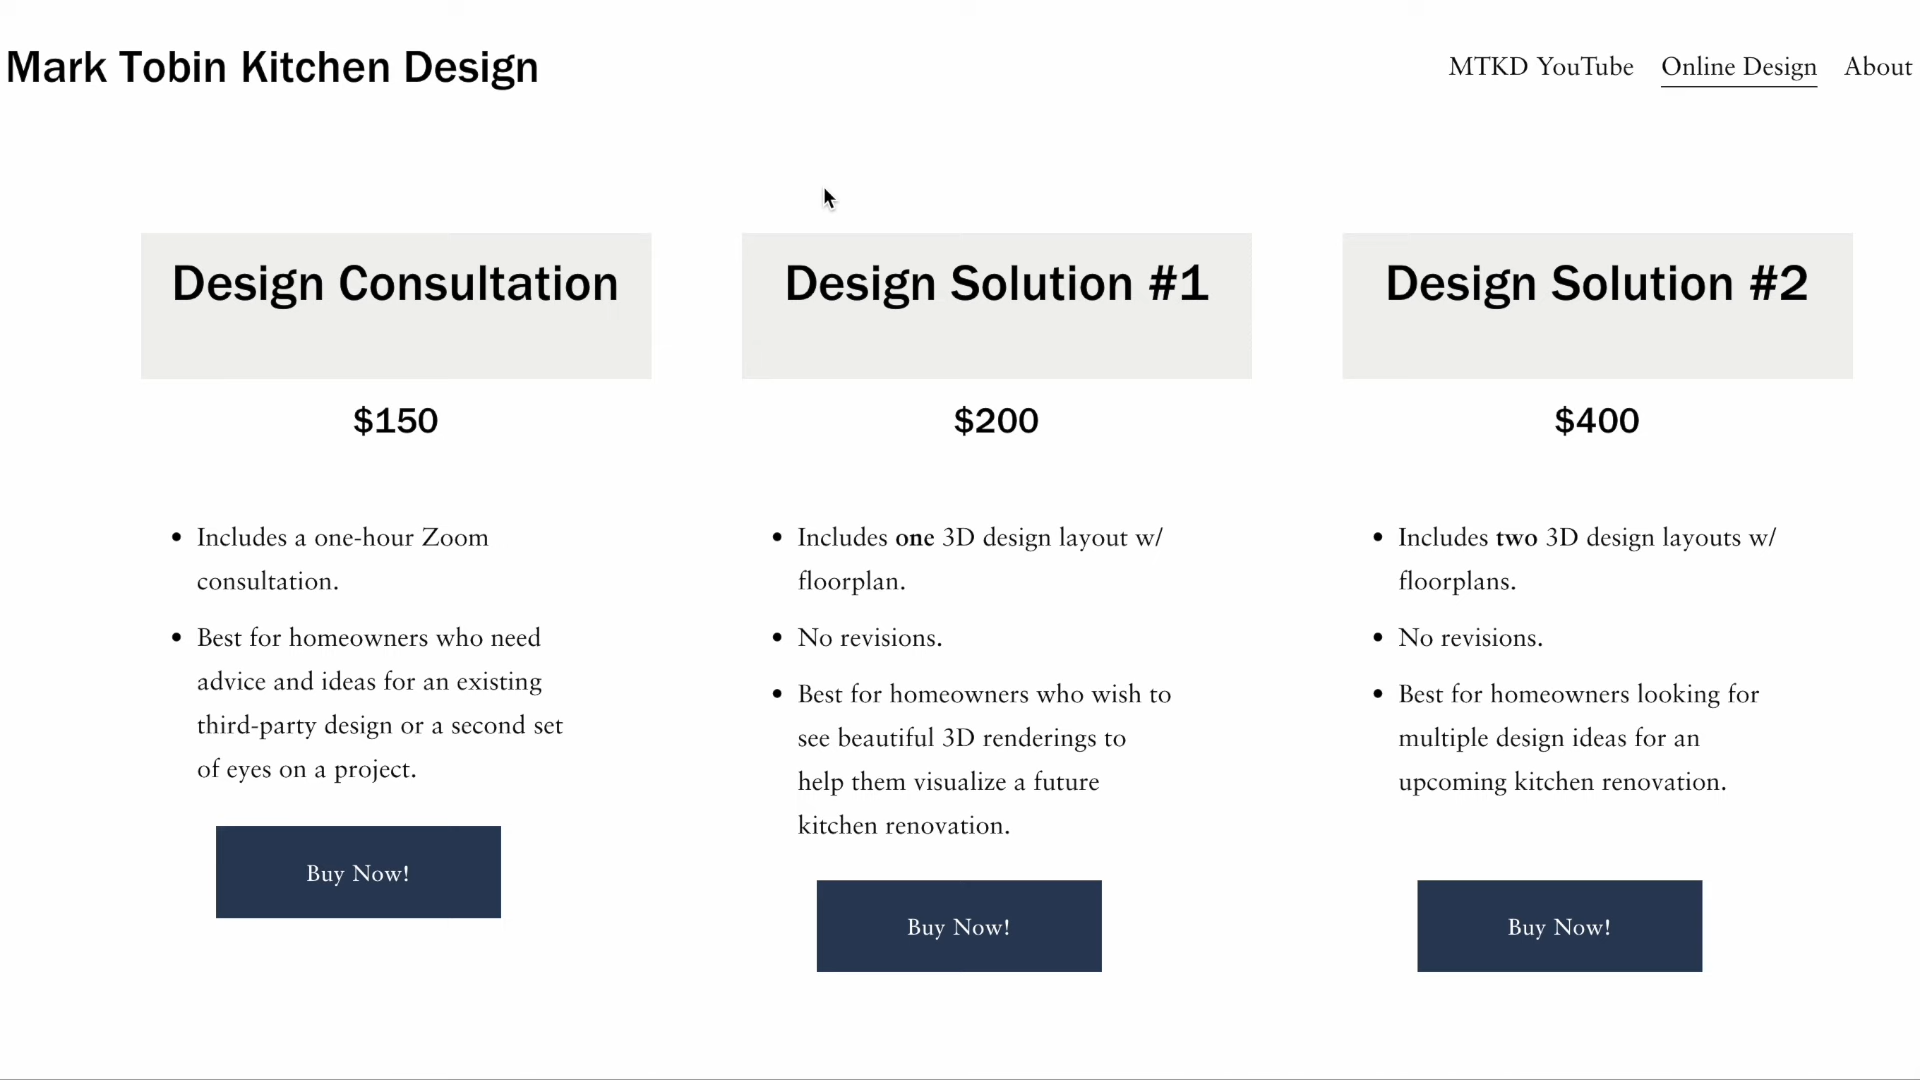 Mark Tobin Kitchen Design
MTKD YouTube Online Design About
Design Consultation
$150
• Includes a one-hour Zoom
consultation.
• Best for homeowners who need
advice and ideas for an existing
third-party design or a second set
of eyes on a project.
Buy Now!
Design Solution #1
$200
• Includes one 3D design layout w/
floorplan.
• No revisions.
• Best for homeowners who wish to
see beautiful 3D renderings to
help them visualize a future
kitchen renovation.
Buy Now!
Design Solution #2
$400
• Includes two 3D design layouts w/
floorplans.
• No revisions.
• Best for homeowners looking for
multiple design ideas for an
upcoming kitchen renovation.
Buy Now!